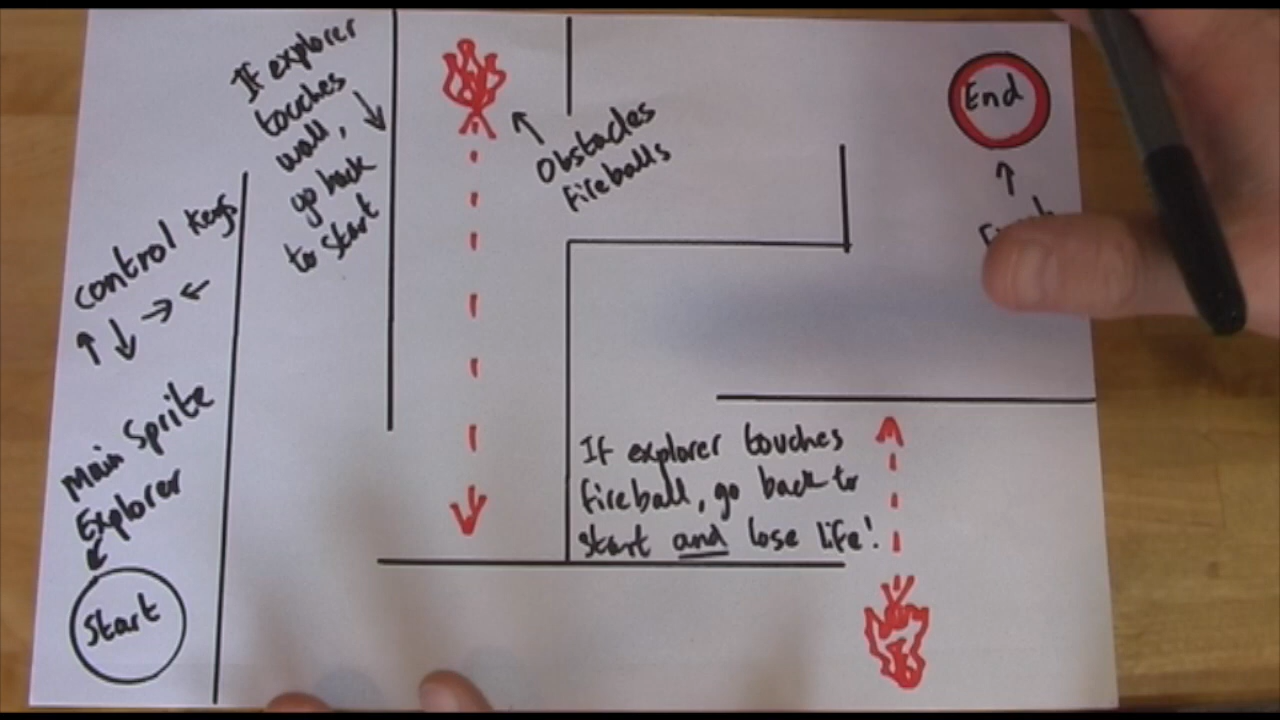 If explorer
touches
wall,
go back
to start
Obstacles
Fireballs
End
Control Keys
Main Sprite
Explorer
Start
If explorer touches
fireball, go back to
start and lose life!